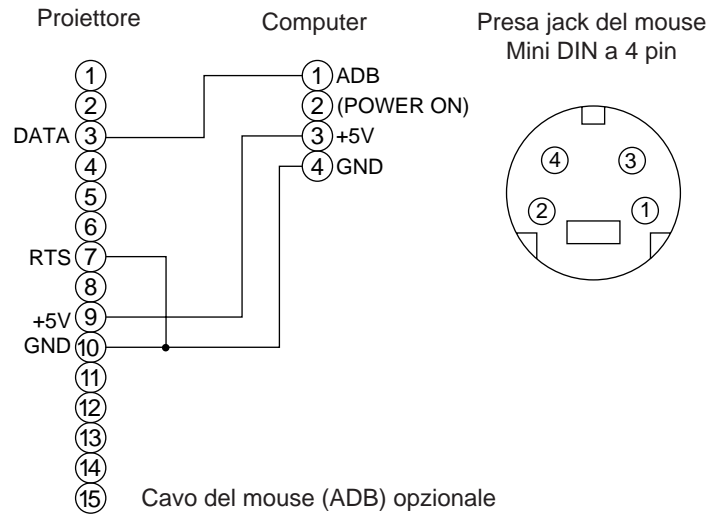 Proiettore
Computer
Presa jack del mouse
Mini DIN a 4 pin
1
2
DATA 3
4
5
6
RTS 7
8
+5V 9
GND 10
11
12
13
14
15
1 ADB
2 (POWER ON)
3 +5V
4 GND
4 3
2 1
Cavo del mouse (ADB) opzionale